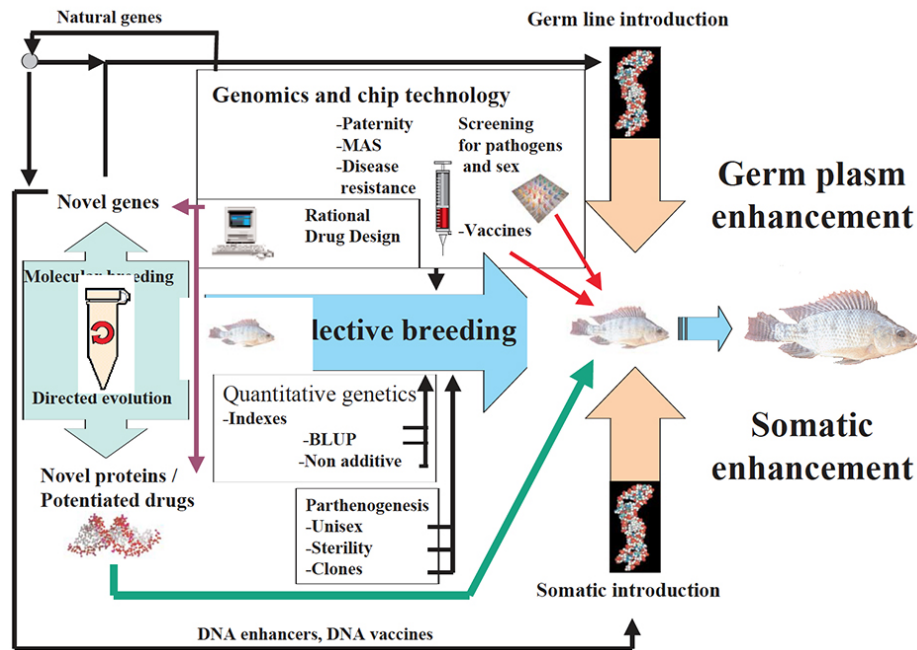 Natural genes
Germ line introduction
Genomics and chip technology
-Paternity
-MAS
-Disease
resistance
Screening
for pathogens
and sex
-Vaccines
Rational
Drug Design
Novel genes
Molecular breeding
Directed evolution
Novel proteins /
Potentiated drugs
lective breeding
Quantitative genetics
-Indexes
-BLUP
-Non additive
Parthenogenesis
-Unisex
-Sterility
-Clones
Germ plasm
enhancement
Somatic
enhancement
Somatic introduction
DNA enhancers, DNA vaccines